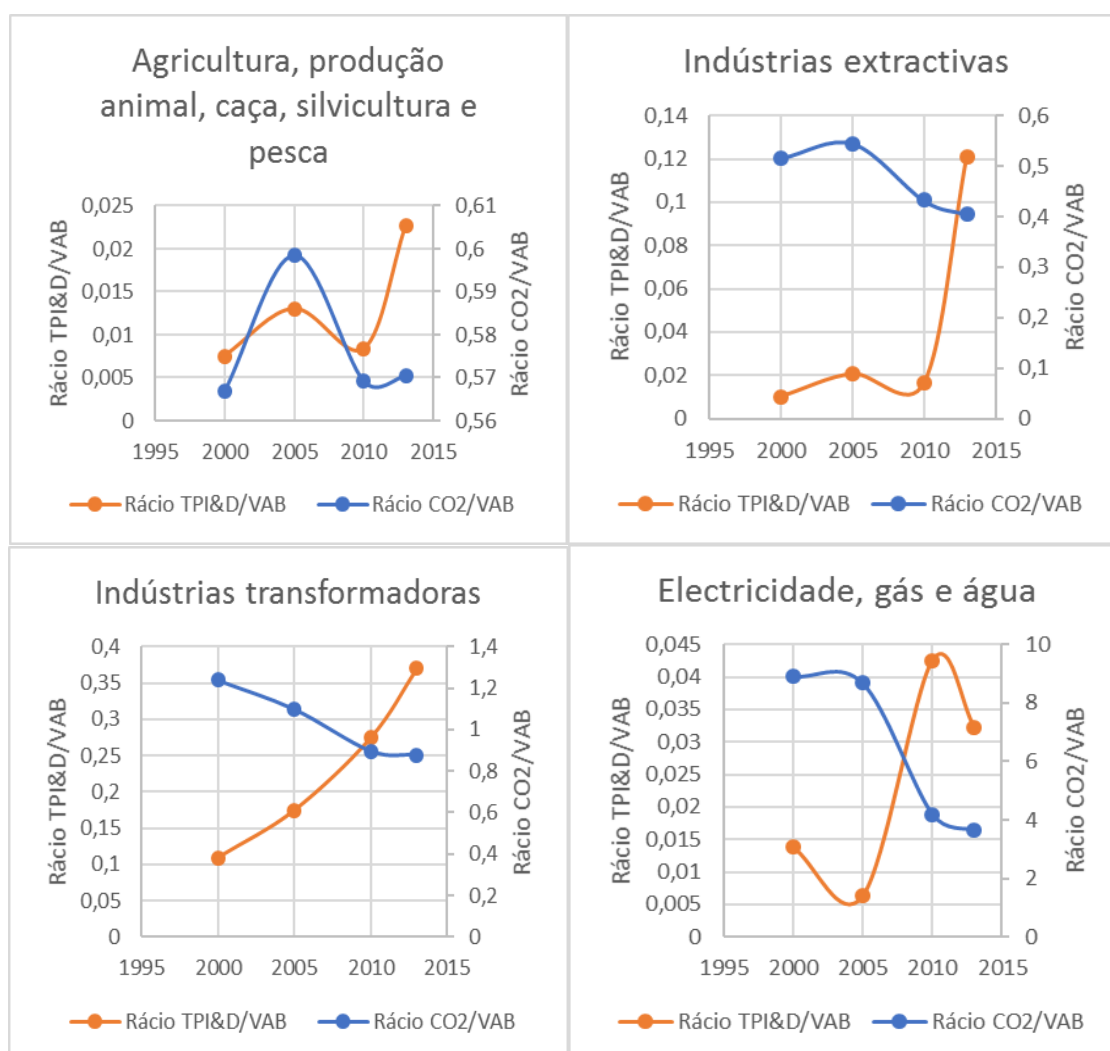 Agricultura, produção
animal, caça, silvicultura e
pesca
Rácio TPI&D/VAB
0,025
0,02
0,015
0,01
0,005
0
0,61
0,6
0,59
0,58
0,57
0,56
Rácio CO2/VAB
1995 2000 2005 2010 2015
Rácio TPI&D/VAB Rácio CO2/VAB
Indústrias extractivas
Rácio TPI&D/VAB
0,14
0,12
0,1
0,08
0,06
0,04
0,02
0
0,6
0,5
0,4
0,3
0,2
0,1
0
Rácio CO2/VAB
1995 2000 2005 2010 2015
Rácio TPI&D/VAB Rácio CO2/VAB
Indústrias transformadoras
Rácio TPI&D/VAB
0,4
0,35
0,3
0,25
0,2
0,15
0,1
0,05
0
1,4
1,2
1
0,8
0,6
0,4
0,2
0
Rácio CO2/VAB
1995 2000 2005 2010 2015
Rácio TPI&D/VAB Rácio CO2/VAB
Electricidade, gás e água
Rácio TPI&D/VAB
0,045
0,04
0,035
0,03
0,025
0,02
0,015
0,01
0,005
0
10
8
6
4
2
0
Rácio CO2/VAB
1995 2000 2005 2010 2015
Rácio TPI&D/VAB Rácio CO2/VAB